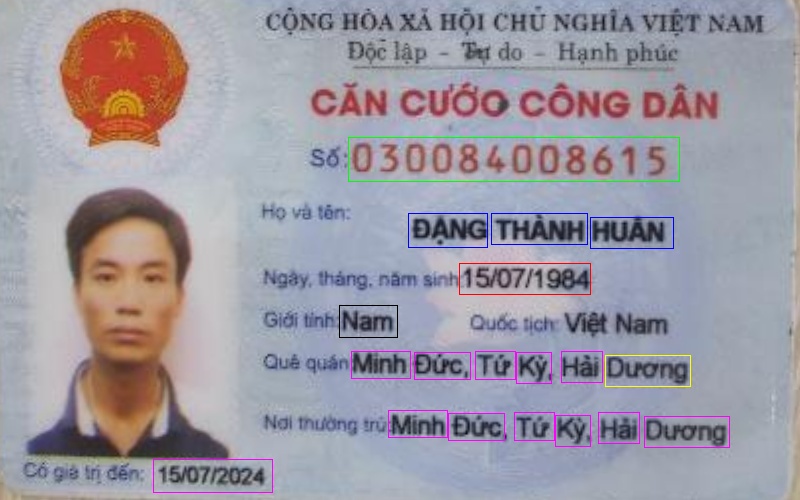 CỘNG HÒA XÃ HỘI CHỦ NGHĨA VIỆT NAM
Độc lập - Tự do - Hạnh phúc
CĂN CƯỚC CÔNG DÂN
Số: 030084008615
Họ và tên:
ĐẶNG THÀNH HUÂN
Ngày, tháng, năm sinh: 15/07/1984
Giới tính: Nam Quốc tịch: Việt Nam
Quê quán: Minh Đức, Tứ Kỳ, Hải Dương
Nơi thường trú: Minh Đức, Tứ Kỳ, Hải Dương
Có giá trị đến: 15/07/2024